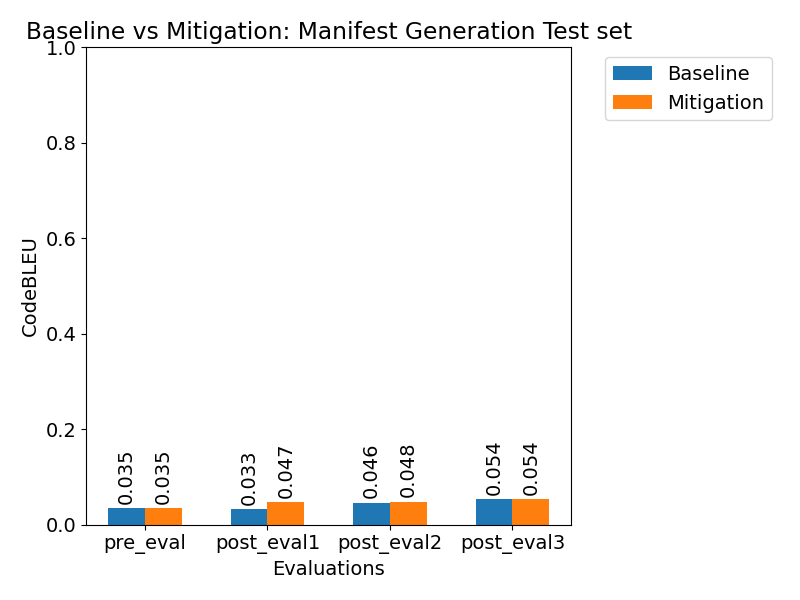 Baseline vs Mitigation: Manifest Generation Test set
Baseline
Mitigation
CodeBLEU
1.0
0.8
0.6
0.4
0.2
0.0
0.035
0.035
0.033
0.047
0.046
0.048
0.054
0.054
pre_eval
post_eval1
post_eval2
post_eval3
Evaluations